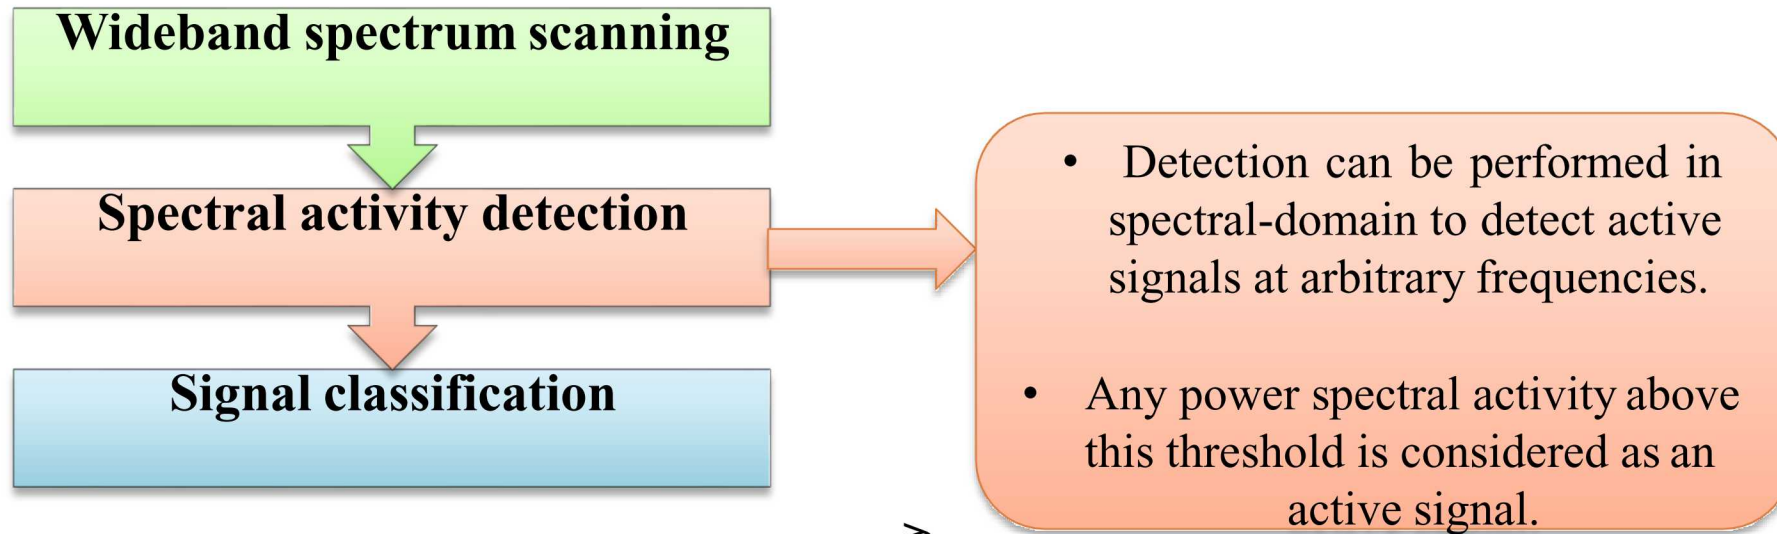 Wideband spectrum scanning
Spectral activity detection
Signal classification
• Detection can be performed in
spectral-domain to detect active
signals at arbitrary frequencies.
• Any power spectral activity above
this threshold is considered as an
active signal.